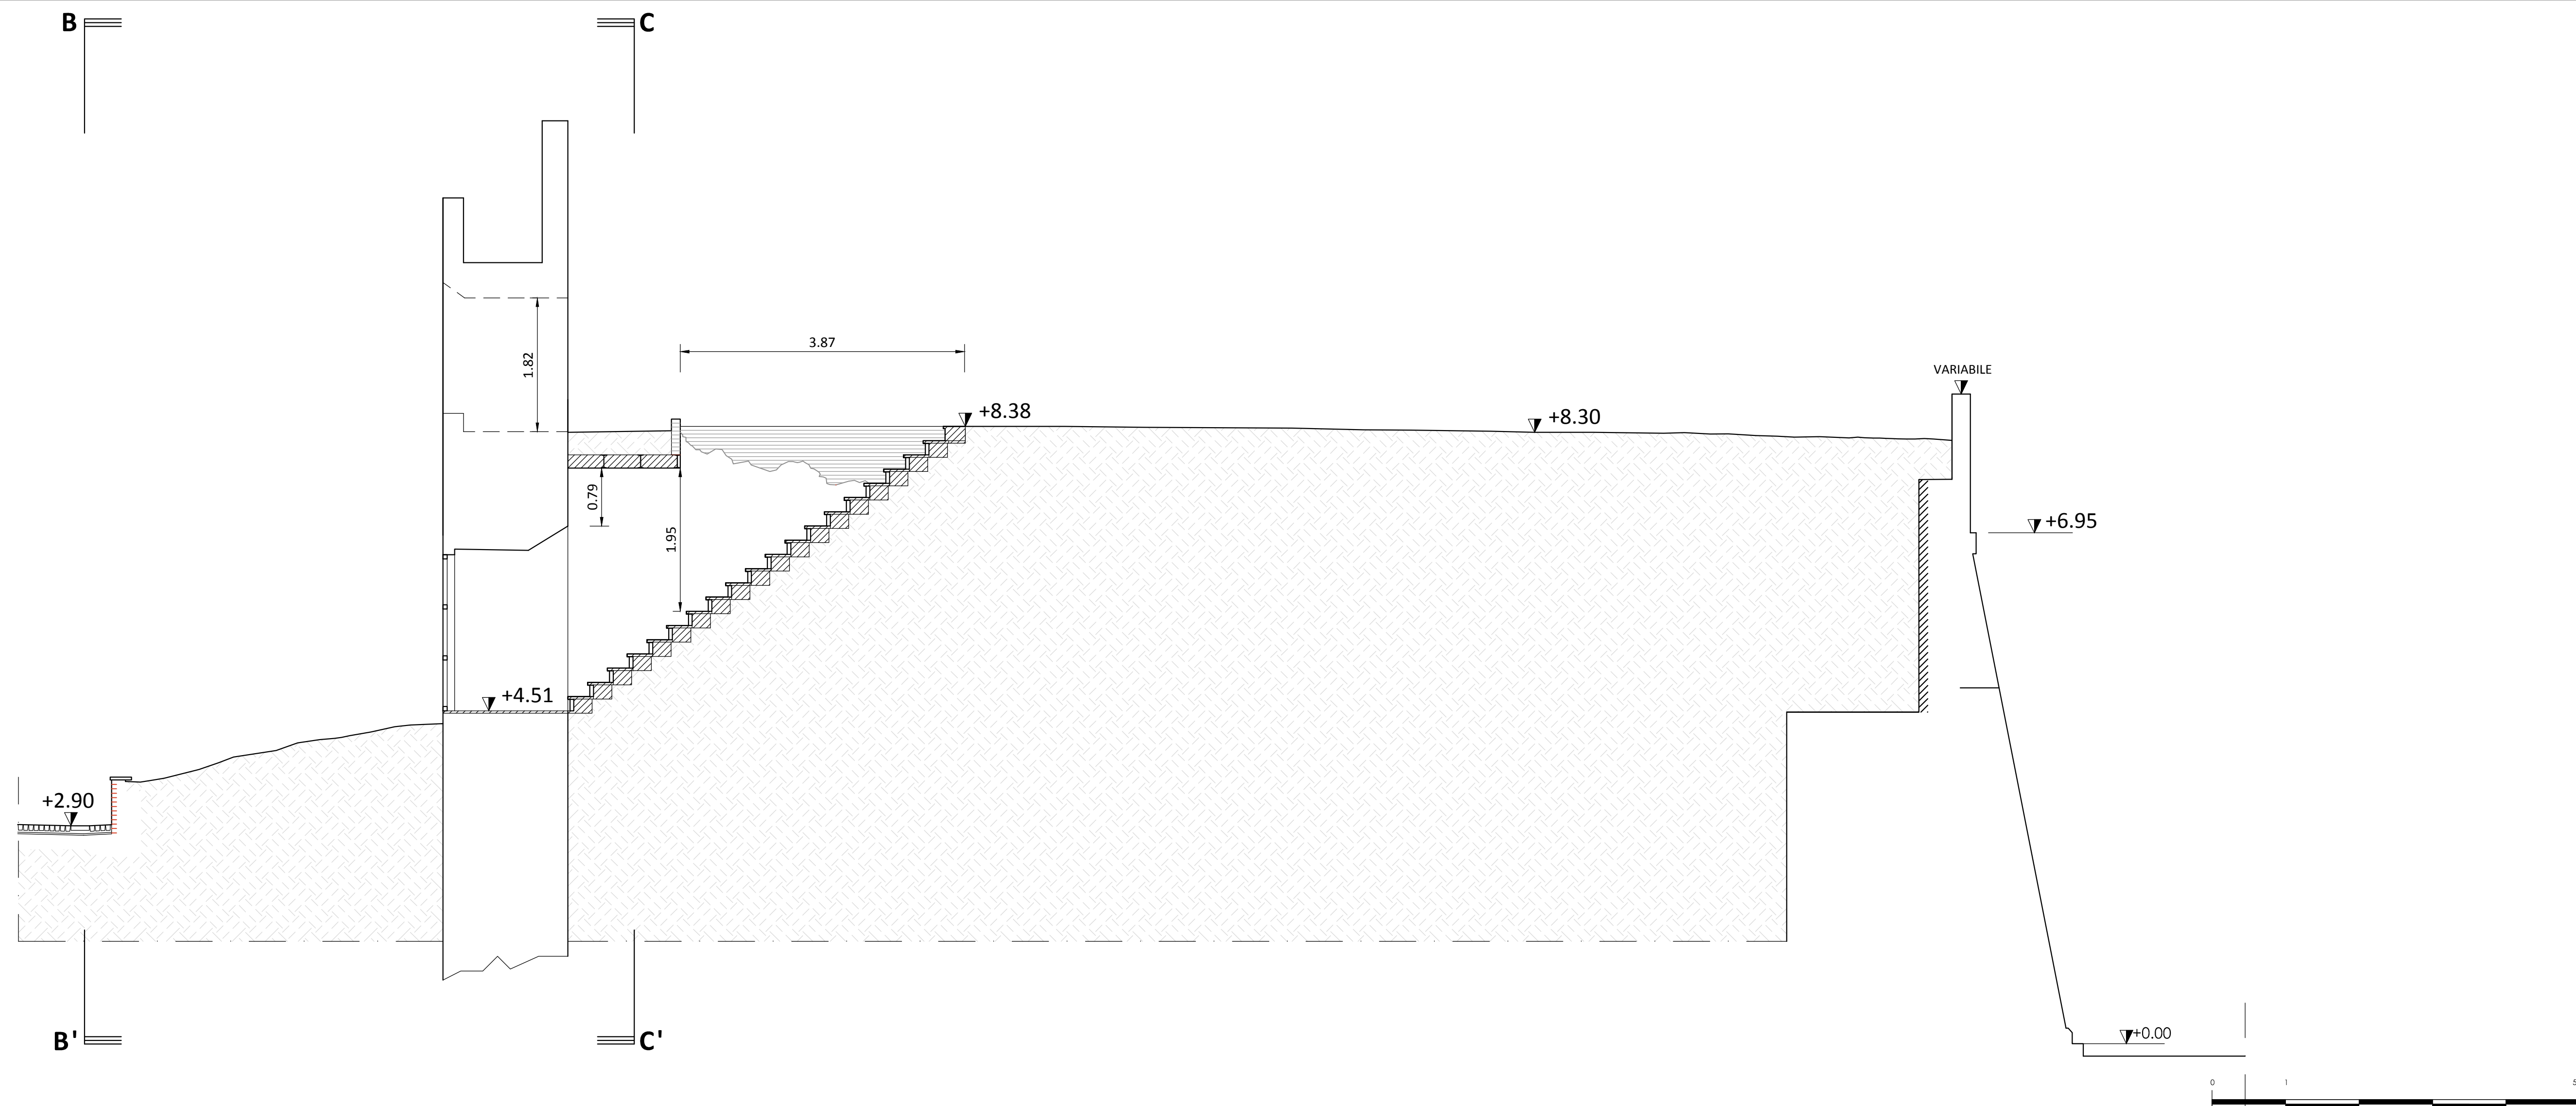 B
C
1.82
3.87
VARIABILE
+8.38
+8.30
0.79
1.95
+6.95
+4.51
+2.90
B'
C'
+0.00
0
1
5